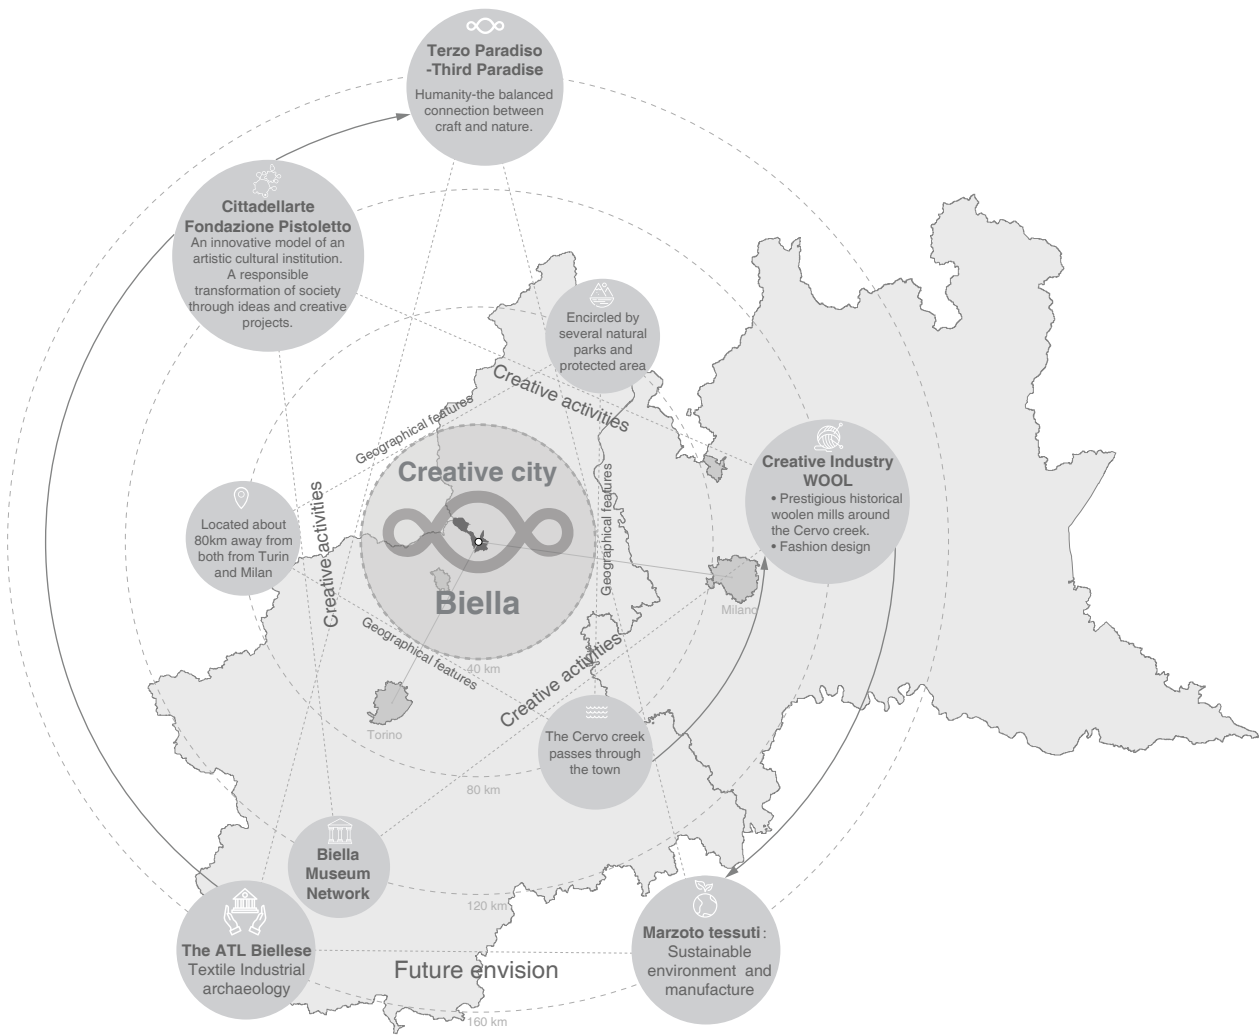 Terzo Paradiso
-Third Paradise
Humanity-the balanced
connection between
craft and nature.
Cittadellarte
Fondazione Pistoletto
An innovative model of an
artistic cultural institution.
A responsible
transformation of society
through ideas and creative
projects.
Encircled by
several natural
parks and
protected area
Creative activities
Geographical features
Creative city
Biella
Geographical features
Creative Industry
WOOL
• Prestigious historical
woolen mills around
the Cervo creek.
• Fashion design
Located about
80km away from
both from Turin
and Milan
Creative activities
Milano
Geographical features
40 km
Creative activities
Torino
The Cervo creek
passes through
the town
80 km
Biella
Museum
Network
120 km
The ATL Biellese
Textile Industrial
archaeology
Future envision
Marzoto tessuti:
Sustainable
environment and
manufacture
160 km